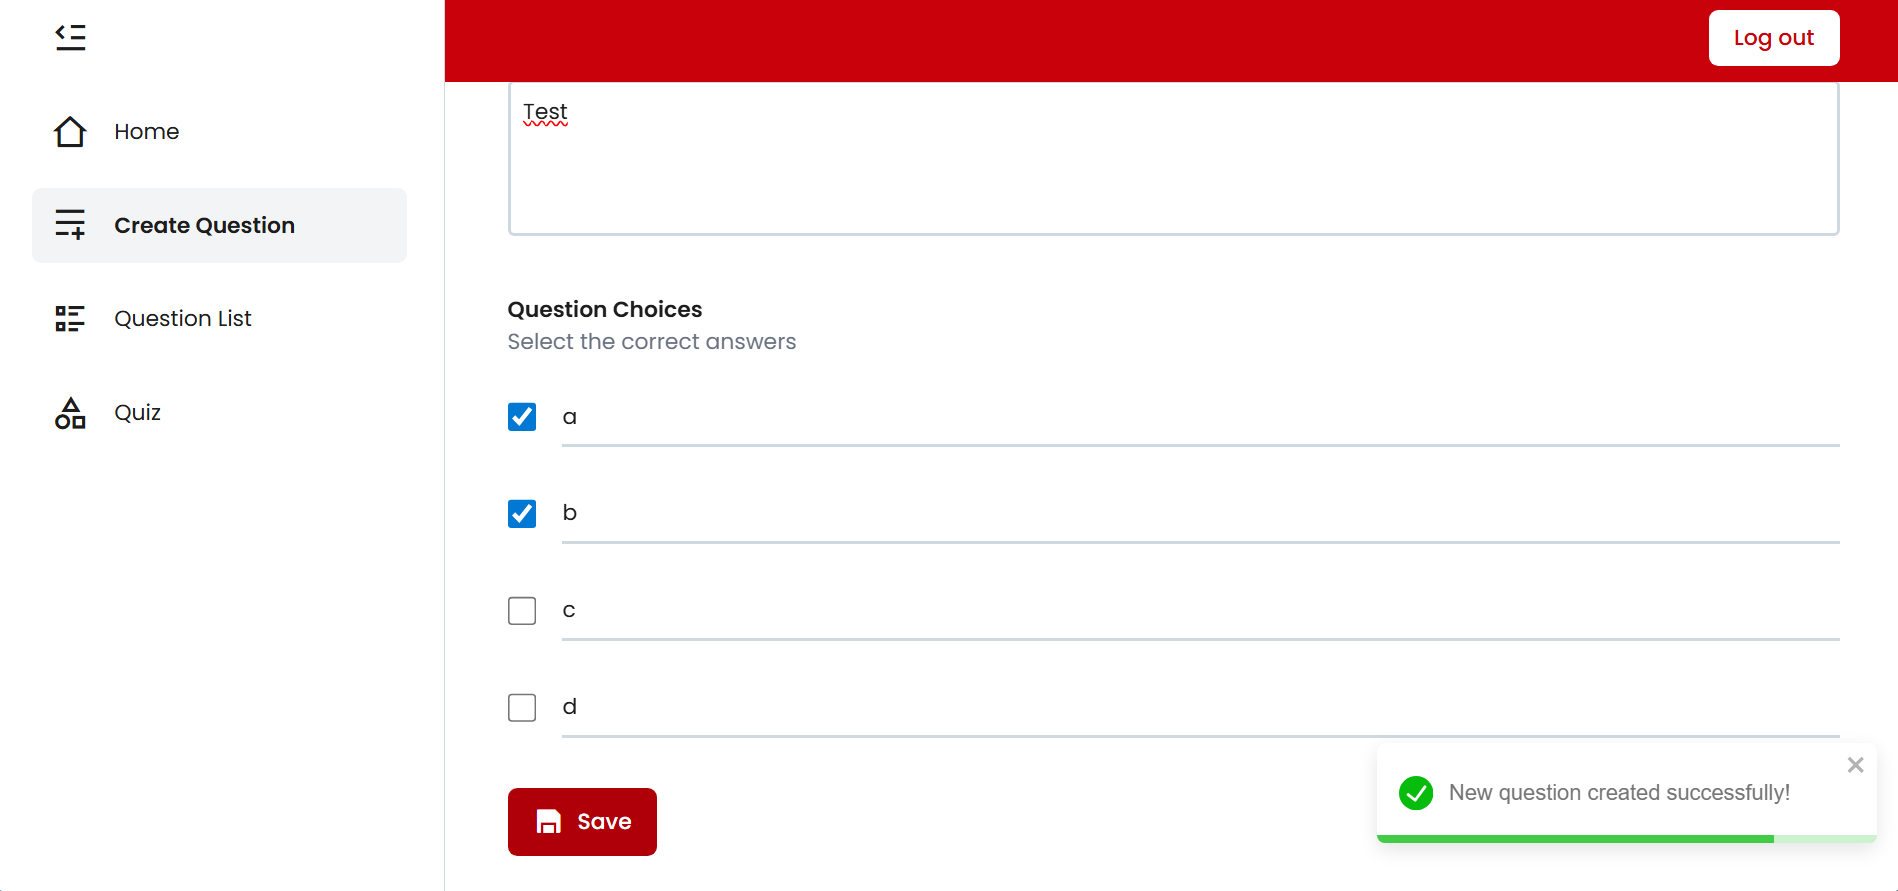 Log out
Home
Create Question
Question List
Quiz
Test
Question Choices
Select the correct answers
a
b
c
d
Save
New question created successfully!